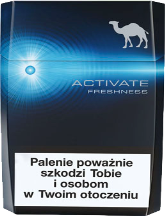 ACTIVATE
FRESHNESS
Palenie poważnie
szkodzi Tobie
i osobom
w Twoim otoczeniu